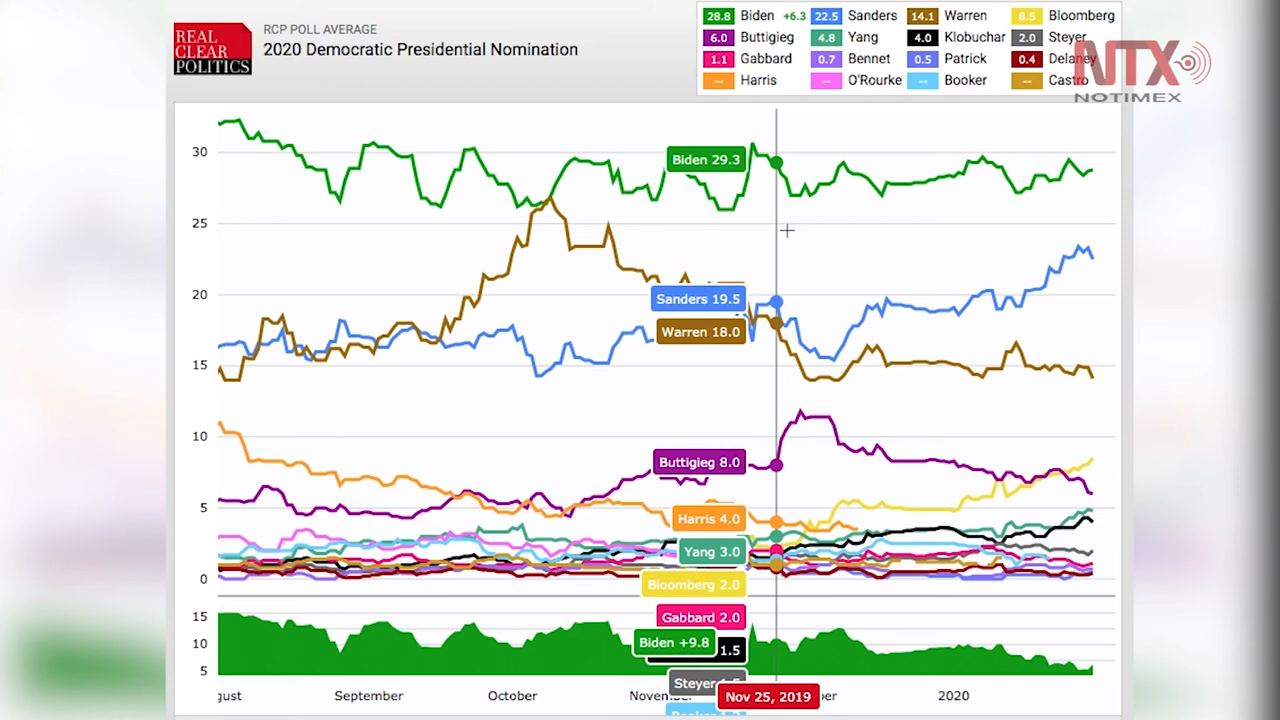 REAL
CLEAR
POLITICS
RCP POLL AVERAGE
2020 Democratic Presidential Nomination
28.8 Biden +6.3 22.5 Sanders 14.1 Warren 8.5 Bloomberg
6.0 Buttigieg 4.8 Yang 4.0 Klobuchar 2.0 Steyer
1.1 Gabbard 0.7 Bennet 0.5 Patrick 0.4 Delaney
-- Harris -- O'Rourke -- Booker -- Castro
NTX
NOTIMEX
30
Biden 29.3
25
20
Sanders 19.5
Warren 18.0
15
10
Buttigieg 8.0
5
Harris 4.0
Yang 3.0
0
Bloomberg 2.0
15
Gabbard 2.0
10
Biden +9.8
1.5
5
Steyer
gust September October November 2020
Nov 25, 2019